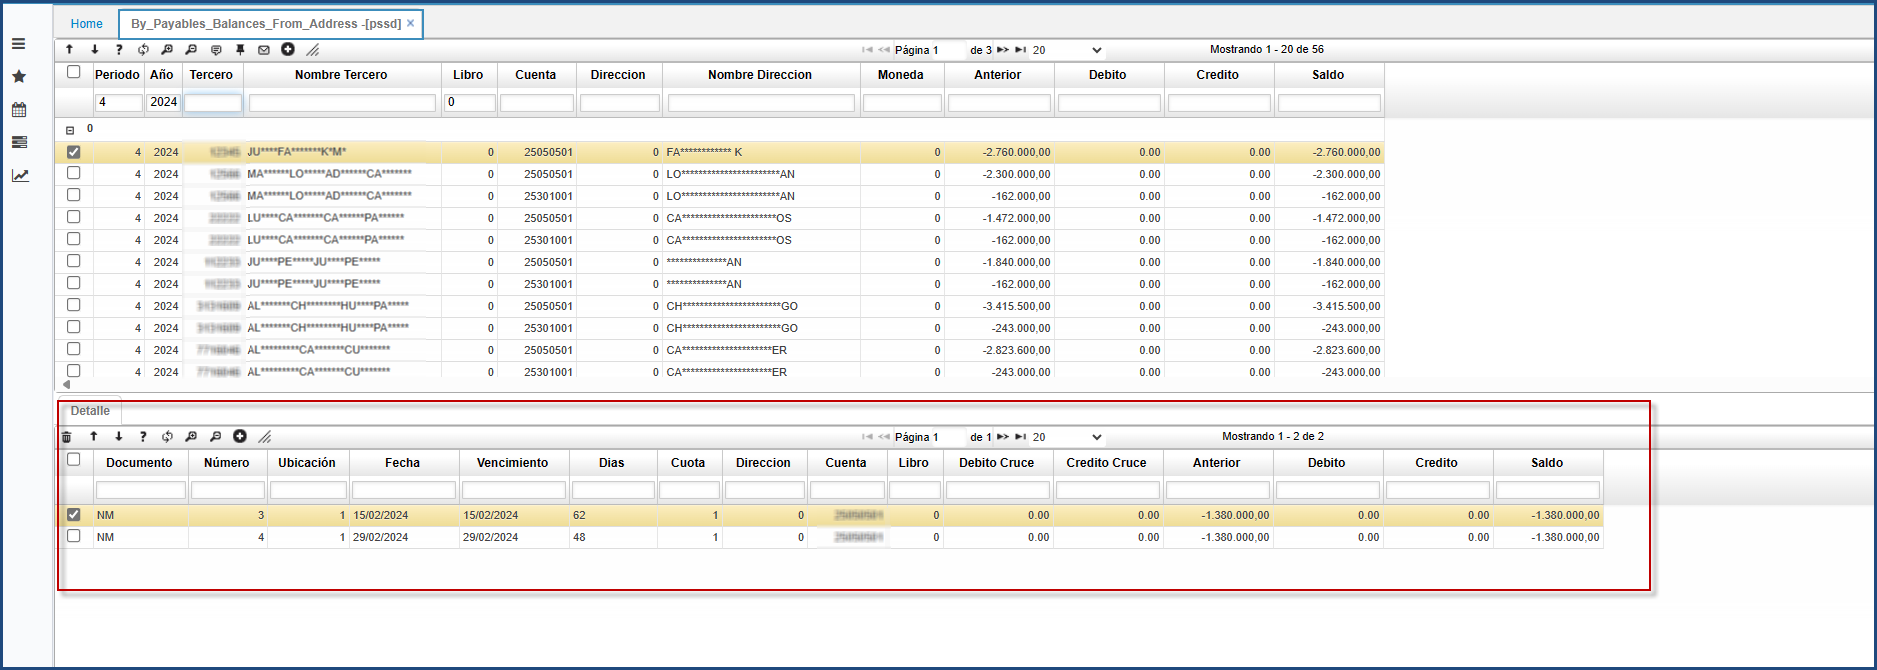 Home By_Payables_Balances_From_Address -[pssd] ×
Página 1 de 3 20 Mostrando 1 - 20 de 56
Periodo Año Tercero Nombre Tercero Libro Cuenta Direccion Nombre Direccion Moneda Anterior Debito Credito Saldo
4 2024 0
0
4 2024 JU****FA*******K*M* 0 25050501 0 FA************ K 0 -2.760.000,00 0.00 0.00 -2.760.000,00
4 2024 MA******LO*****AD******CA******* 0 25050501 0 LO***********************AN 0 -2.300.000,00 0.00 0.00 -2.300.000,00
4 2024 MA******LO*****AD******CA******* 0 25301001 0 LO***********************AN 0 -162.000,00 0.00 0.00 -162.000,00
4 2024 LU****CA*******CA******PA****** 0 25050501 0 CA**********************OS 0 -1.472.000,00 0.00 0.00 -1.472.000,00
4 2024 LU****CA*******CA******PA****** 0 25301001 0 CA**********************OS 0 -162.000,00 0.00 0.00 -162.000,00
4 2024 JU****PE*****JU****PE***** 0 25050501 0 **************AN 0 -1.840.000,00 0.00 0.00 -1.840.000,00
4 2024 JU****PE*****JU****PE***** 0 25301001 0 **************AN 0 -162.000,00 0.00 0.00 -162.000,00
4 2024 AL*******CH********HU****PA***** 0 25050501 0 CH***********************GO 0 -3.415.500,00 0.00 0.00 -3.415.500,00
4 2024 AL*******CH********HU****PA***** 0 25301001 0 CH***********************GO 0 -243.000,00 0.00 0.00 -243.000,00
4 2024 AL*********CA*******CU******* 0 25050501 0 CA*********************ER 0 -2.823.600,00 0.00 0.00 -2.823.600,00
4 2024 AL*********CA*******CU******* 0 25301001 0 CA*********************ER 0 -243.000,00 0.00 0.00 -243.000,00
Detalle
Página 1 de 1 20 Mostrando 1 - 2 de 2
Documento Número Ubicación Fecha Vencimiento Dias Cuota Direccion Cuenta Libro Debito Cruce Credito Cruce Anterior Debito Credito Saldo
NM 3 1 15/02/2024 15/02/2024 62 1 0 0 0.00 0.00 -1.380.000,00 0.00 0.00 -1.380.000,00
NM 4 1 29/02/2024 29/02/2024 48 1 0 0 0.00 0.00 -1.380.000,00 0.00 0.00 -1.380.000,00